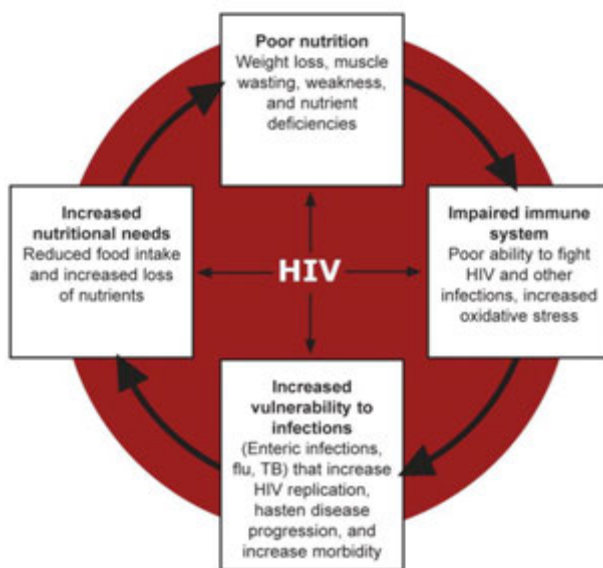 Poor nutrition
Weight loss, muscle
wasting, weakness,
and nutrient
deficiencies
Increased
nutritional needs
Reduced food intake
and increased loss
of nutrients
HIV
Impaired immune
system
Poor ability to fight
HIV and other
infections, increased
oxidative stress
Increased
vulnerability to
infections
(Enteric infections,
flu, TB) that increase
HIV replication,
hasten disease
progression, and
increase morbidity